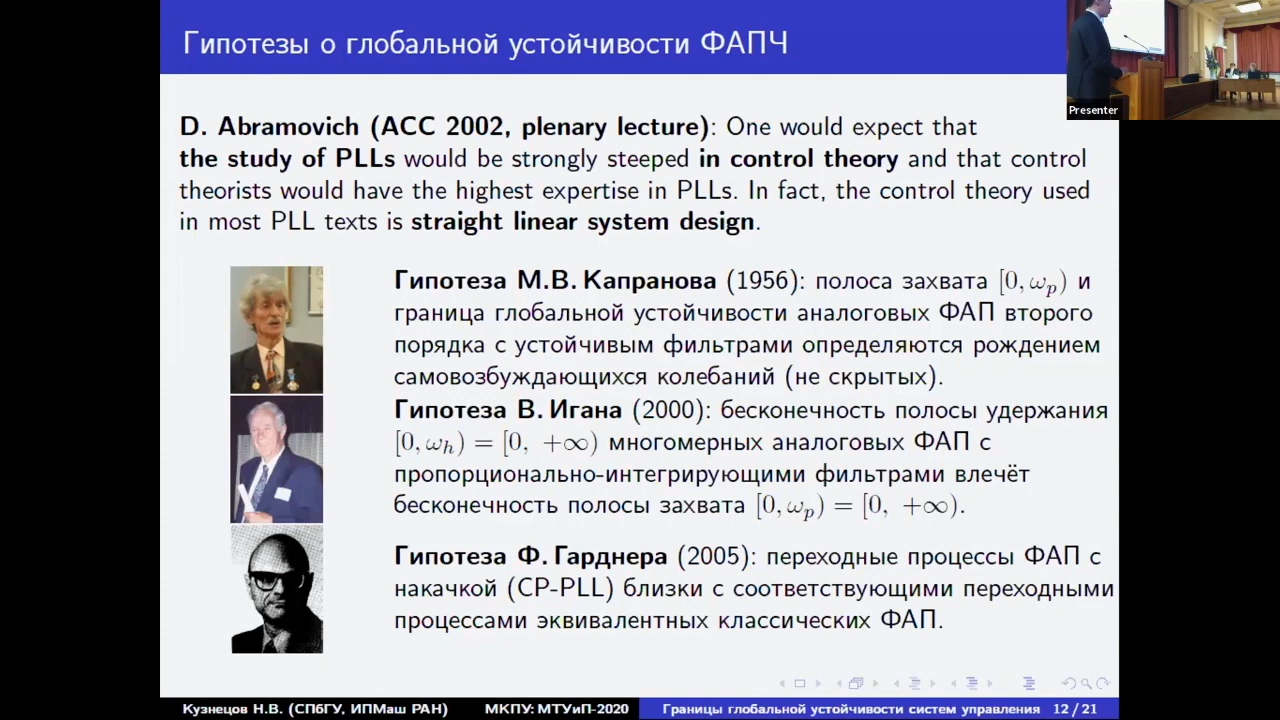 Гипотезы о глобальной устойчивости ФАПЧ
Presenter
D. Abramovich (ACC 2002, plenary lecture): One would expect that
the study of PLLs would be strongly steeped in control theory and that control
theorists would have the highest expertise in PLLs. In fact, the control theory used
in most PLL texts is straight linear system design.
Гипотеза М.В. Капранова (1956): полоса захвата [0, ωp) и
граница глобальной устойчивости аналоговых ФАП второго
порядка с устойчивым фильтрами определяются рождением
самовозбуждающихся колебаний (не скрытых).
Гипотеза В. Игана (2000): бесконечность полосы удержания
[0, ωh) = [0, +∞) многомерных аналоговых ФАП с
пропорционально-интегрирующими фильтрами влечёт
бесконечность полосы захвата [0, ωp) = [0, +∞).
Гипотеза Ф. Гарднера (2005): переходные процессы ФАП с
накачкой (CP-PLL) близки с соответствующими переходными
процессами эквивалентных классических ФАП.
Кузнецов Н.В. (СПбГУ, ИПМаш РАН) МКПУ: МТУиП-2020 Границы глобальной устойчивости систем управления 12 / 21